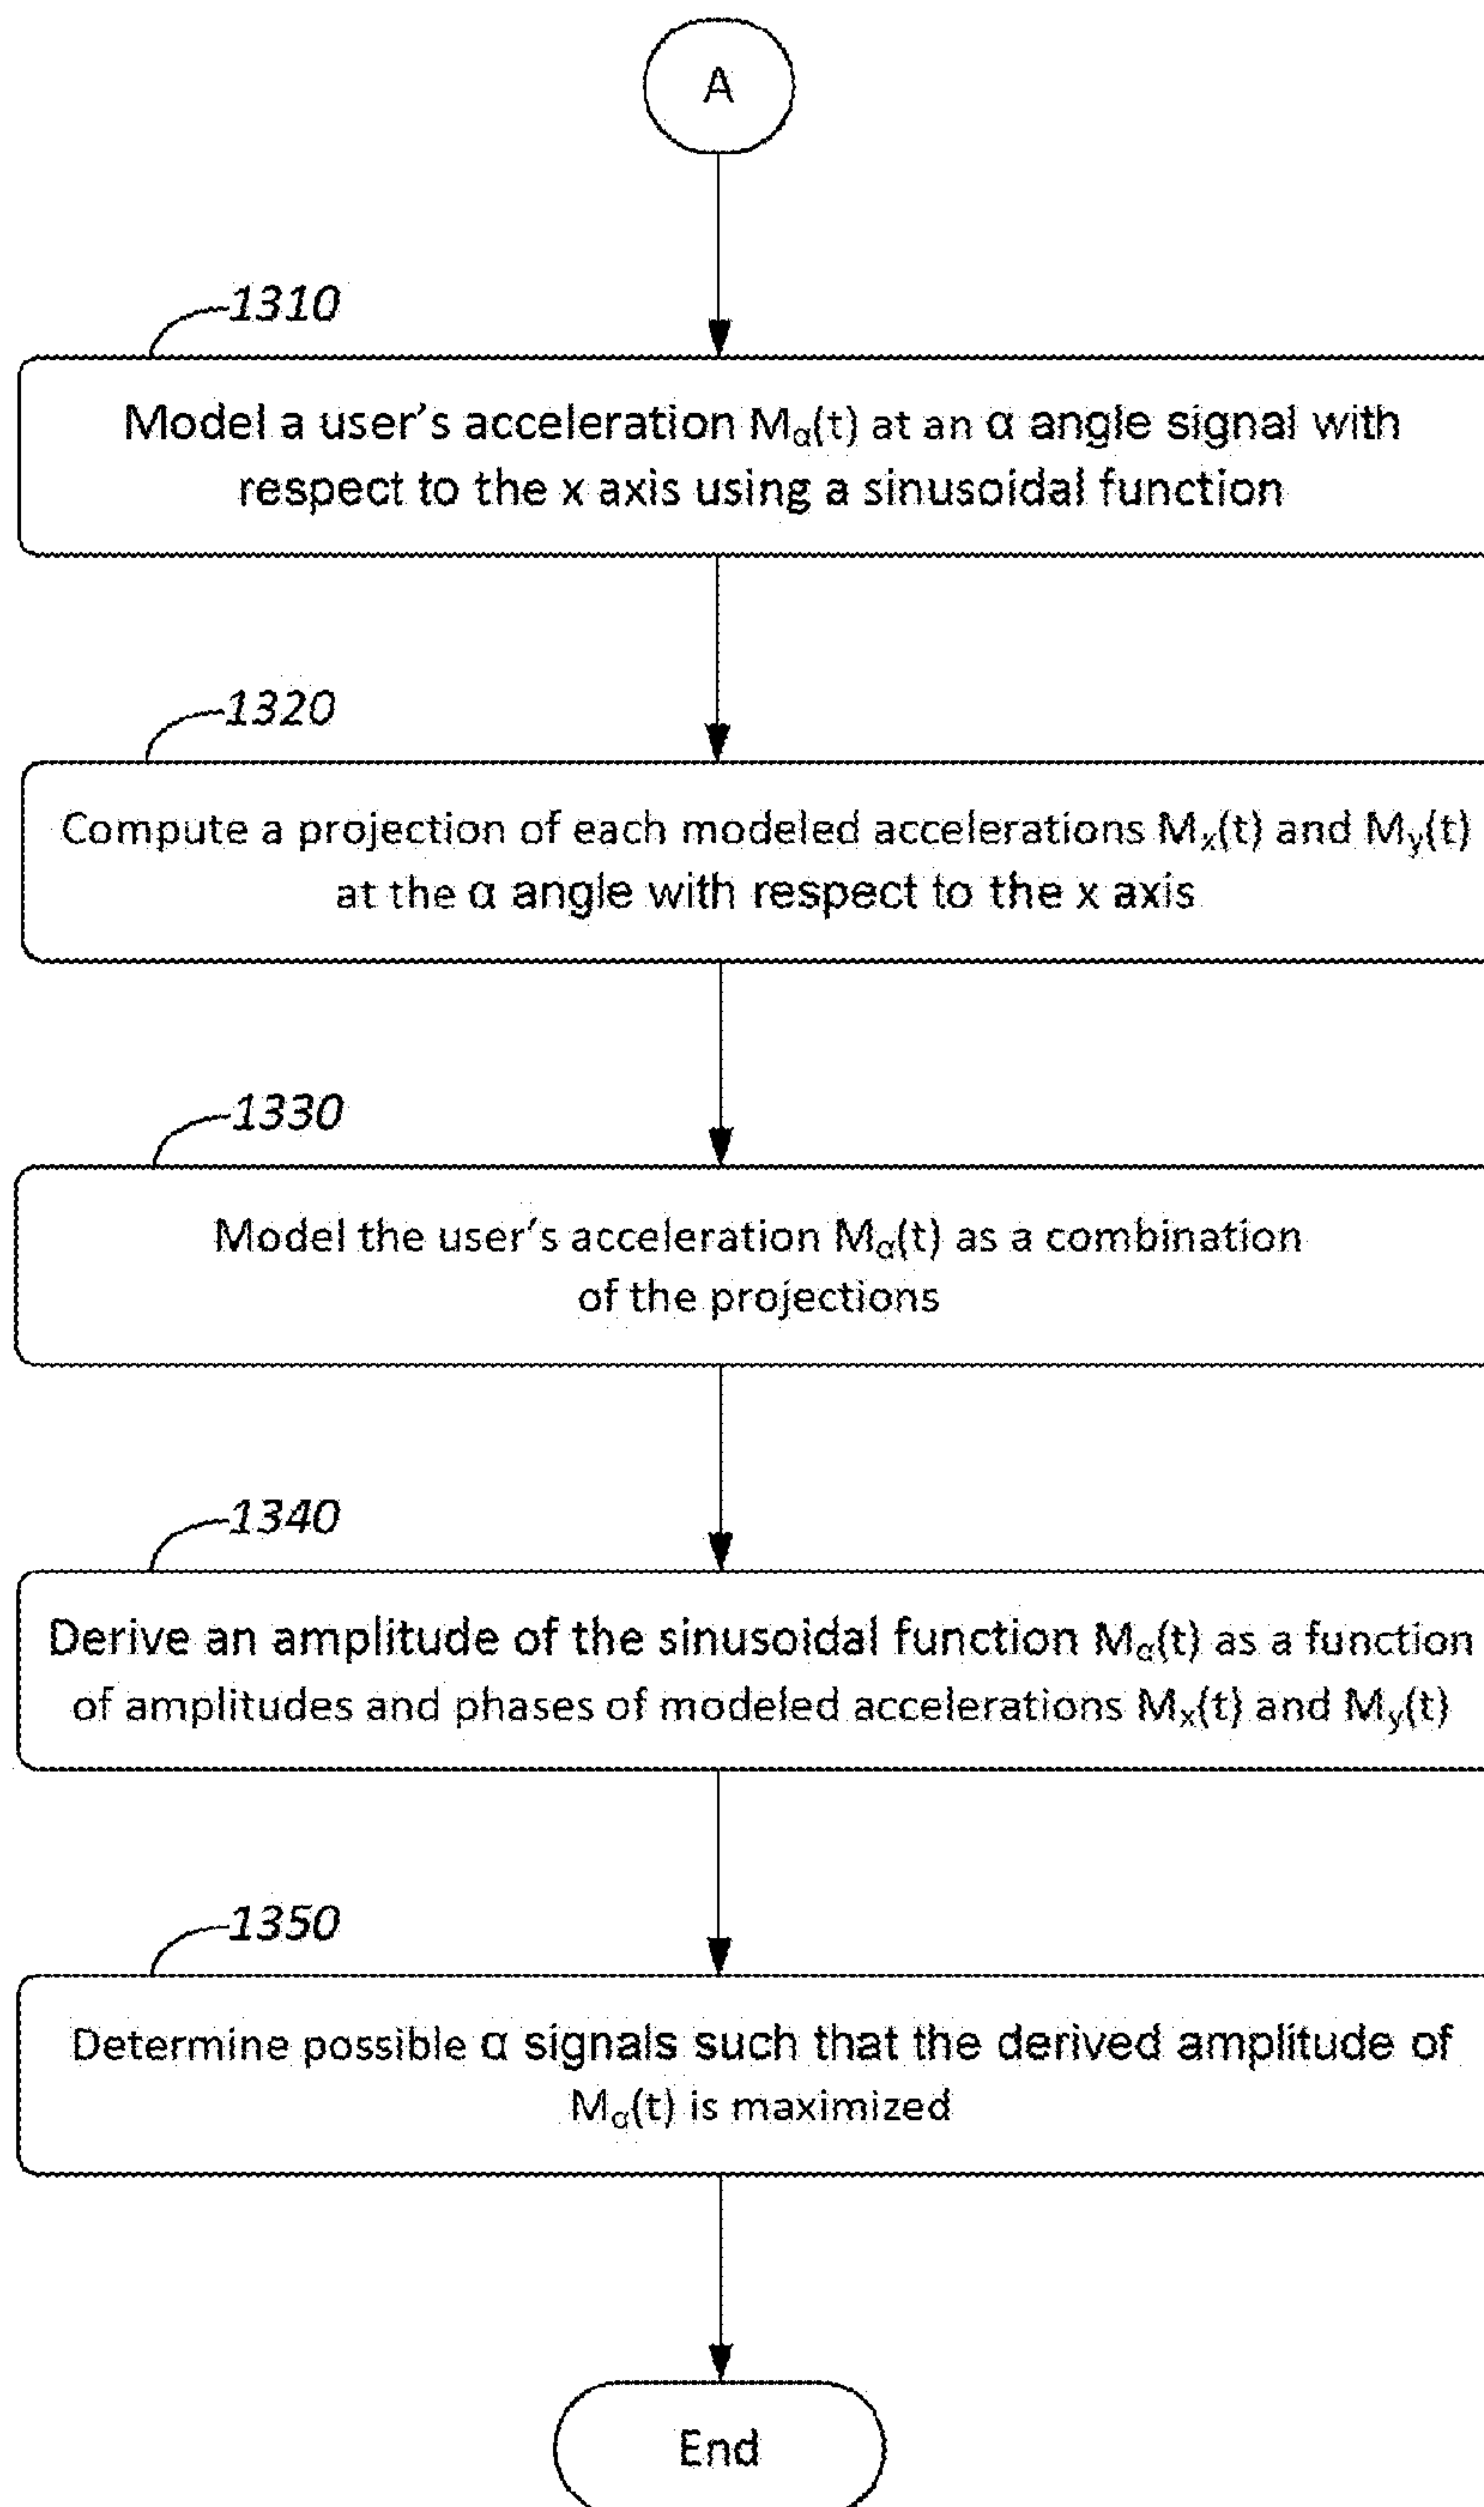 A
1310
Model a user's acceleration Mα(t) at an α angle signal with
respect to the x axis using a sinusoidal function
1320
Compute a projection of each modeled accelerations Mx(t) and My(t)
at the α angle with respect to the x axis
1330
Model the user's acceleration Mα(t) as a combination
of the projections
1340
Derive an amplitude of the sinusoidal function Mα(t) as a function
of amplitudes and phases of modeled accelerations Mx(t) and My(t)
1350
Determine possible α signals such that the derived amplitude of
Mα(t) is maximized
End